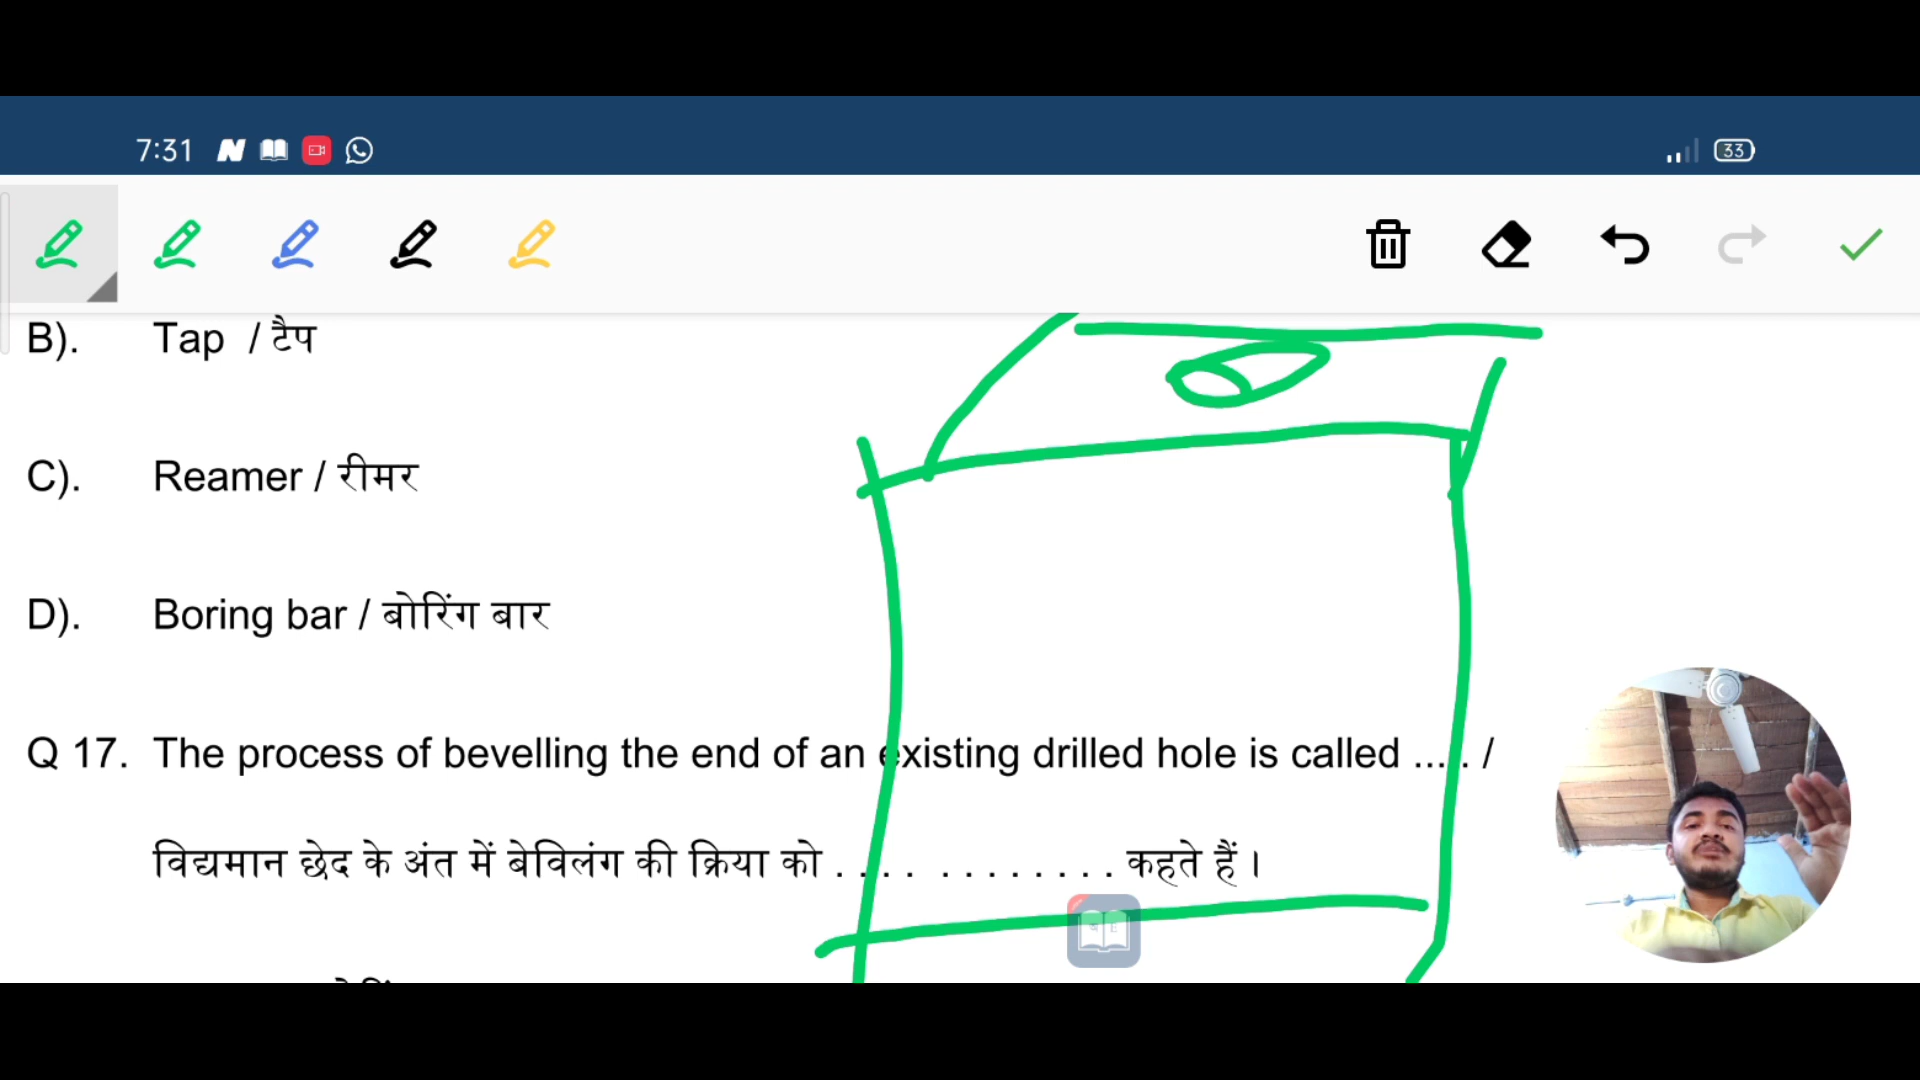 7:31
33
B). Tap / टैप
C). Reamer / रीमर
D). Boring bar / बोरिंग बार
Q 17. The process of bevelling the end of an existing drilled hole is called ..... /
विद्यमान छेद के अंत में बेविलंग की क्रिया को . . . . . . . . . . . . कहते हैं ।